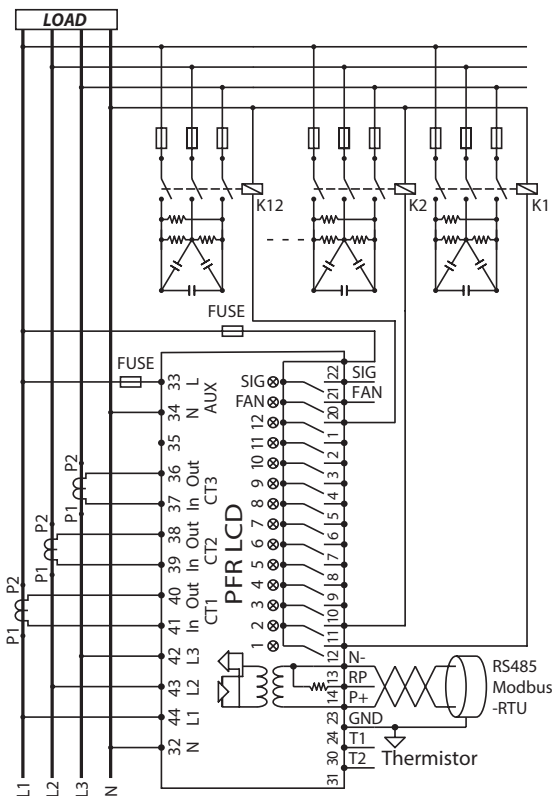 LOAD
K12
K2
K1
FUSE
FUSE
33 L
34 N
AUX
35
36 Out
37 In
CT3
38 Out
39 In
CT2
40 Out
41 In
CT1
42 L3
43 L2
44 L1
32 N
P2
P1
P2
P1
P2
P1
PFR LCD
SIG
FAN
12
11
10
9
8
7
6
5
4
3
2
1
22 SIG
21 FAN
20
1
2
3
4
5
6
7
8
9
10
11
12
N-
13 RP
14 P+
23 GND
24 T1
30 T2
31
RS485
Modbus
-RTU
Thermistor
L1
L2
L3
N